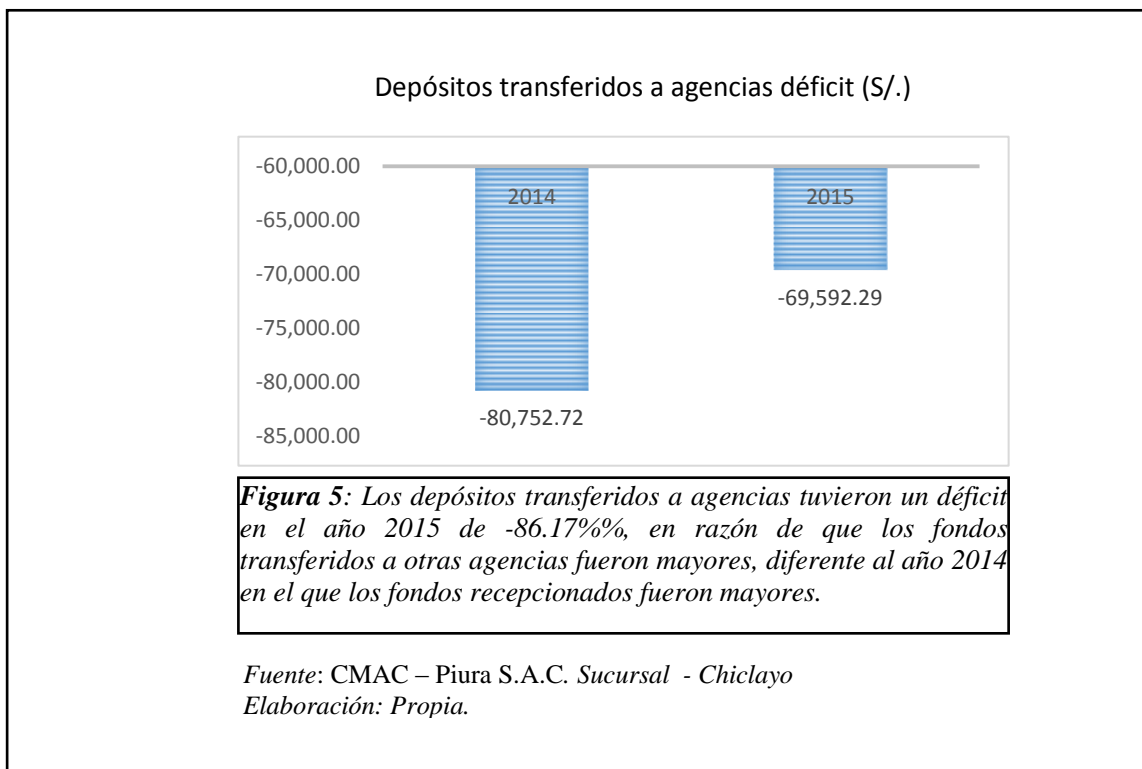 Depósitos transferidos a agencias déficit (S/.)
-60,000.00
-65,000.00
-70,000.00
-75,000.00
-80,000.00
-85,000.00
2014
2015
-80,752.72
-69,592.29
Figura 5: Los depósitos transferidos a agencias tuvieron un déficit
en el año 2015 de -86.17%%, en razón de que los fondos
transferidos a otras agencias fueron mayores, diferente al año 2014
en el que los fondos recepcionados fueron mayores.
Fuente: CMAC – Piura S.A.C. Sucursal - Chiclayo
Elaboración: Propia.